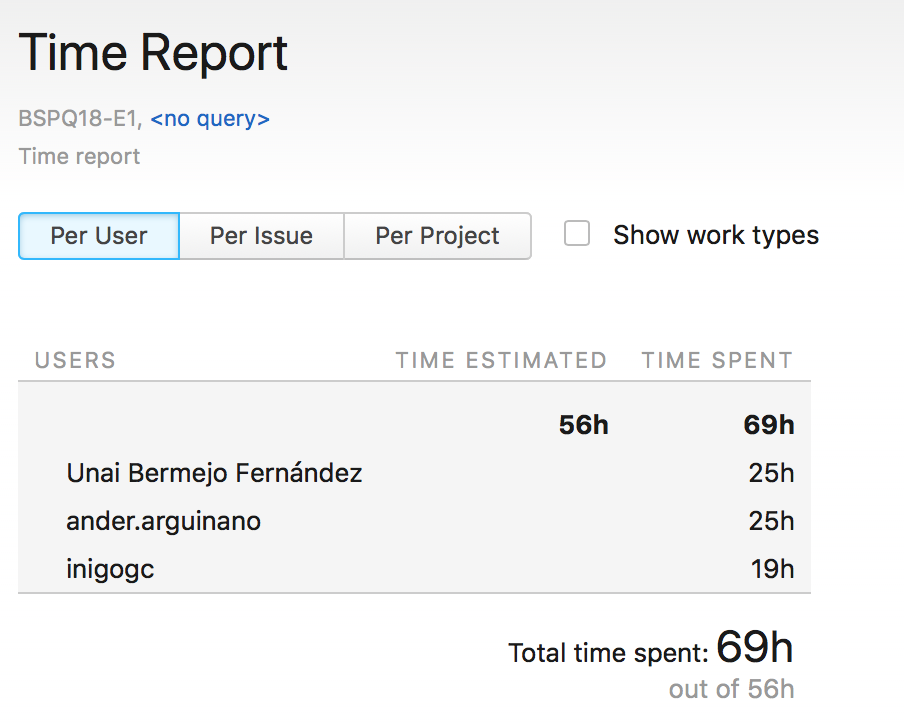 Time Report
BSPQ18-E1, <no query>
Time report
Per User Per Issue Per Project Show work types
USERS TIME ESTIMATED TIME SPENT
56h 69h
Unai Bermejo Fernández 25h
ander.arguinano 25h
inigogc 19h
Total time spent: 69h
out of 56h